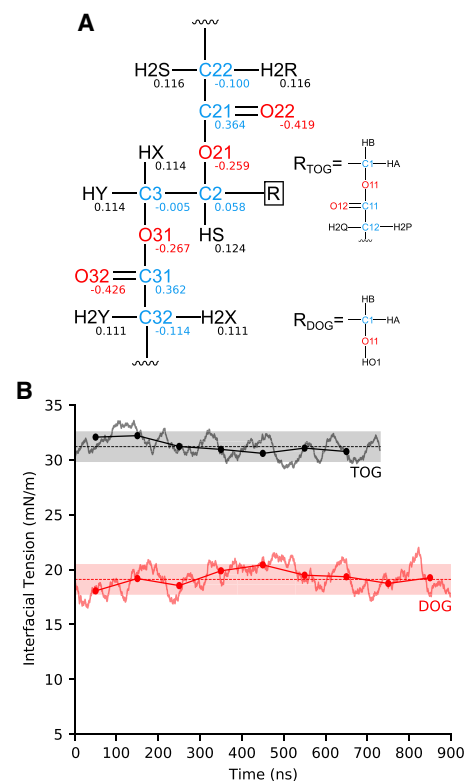 A
H2S C22 H2R
0.116 -0.100 0.116
C21 O22
0.364 -0.419
HX O21
0.114 -0.259
HY C3 C2 R
0.114 -0.005 0.058
O31 HS
-0.267 0.124
O32 C31
-0.426 0.362
H2Y C32 H2X
0.111 -0.114 0.111
HB
RTOG= C1 HA
O11
O12 C11
H2Q C12 H2P
HB
RDOG= C1 HA
O11
HO1
B
Interfacial Tension (mN/m)
35
30
25
20
15
10
5
TOG
DOG
0 100 200 300 400 500 600 700 800 900
Time (ns)